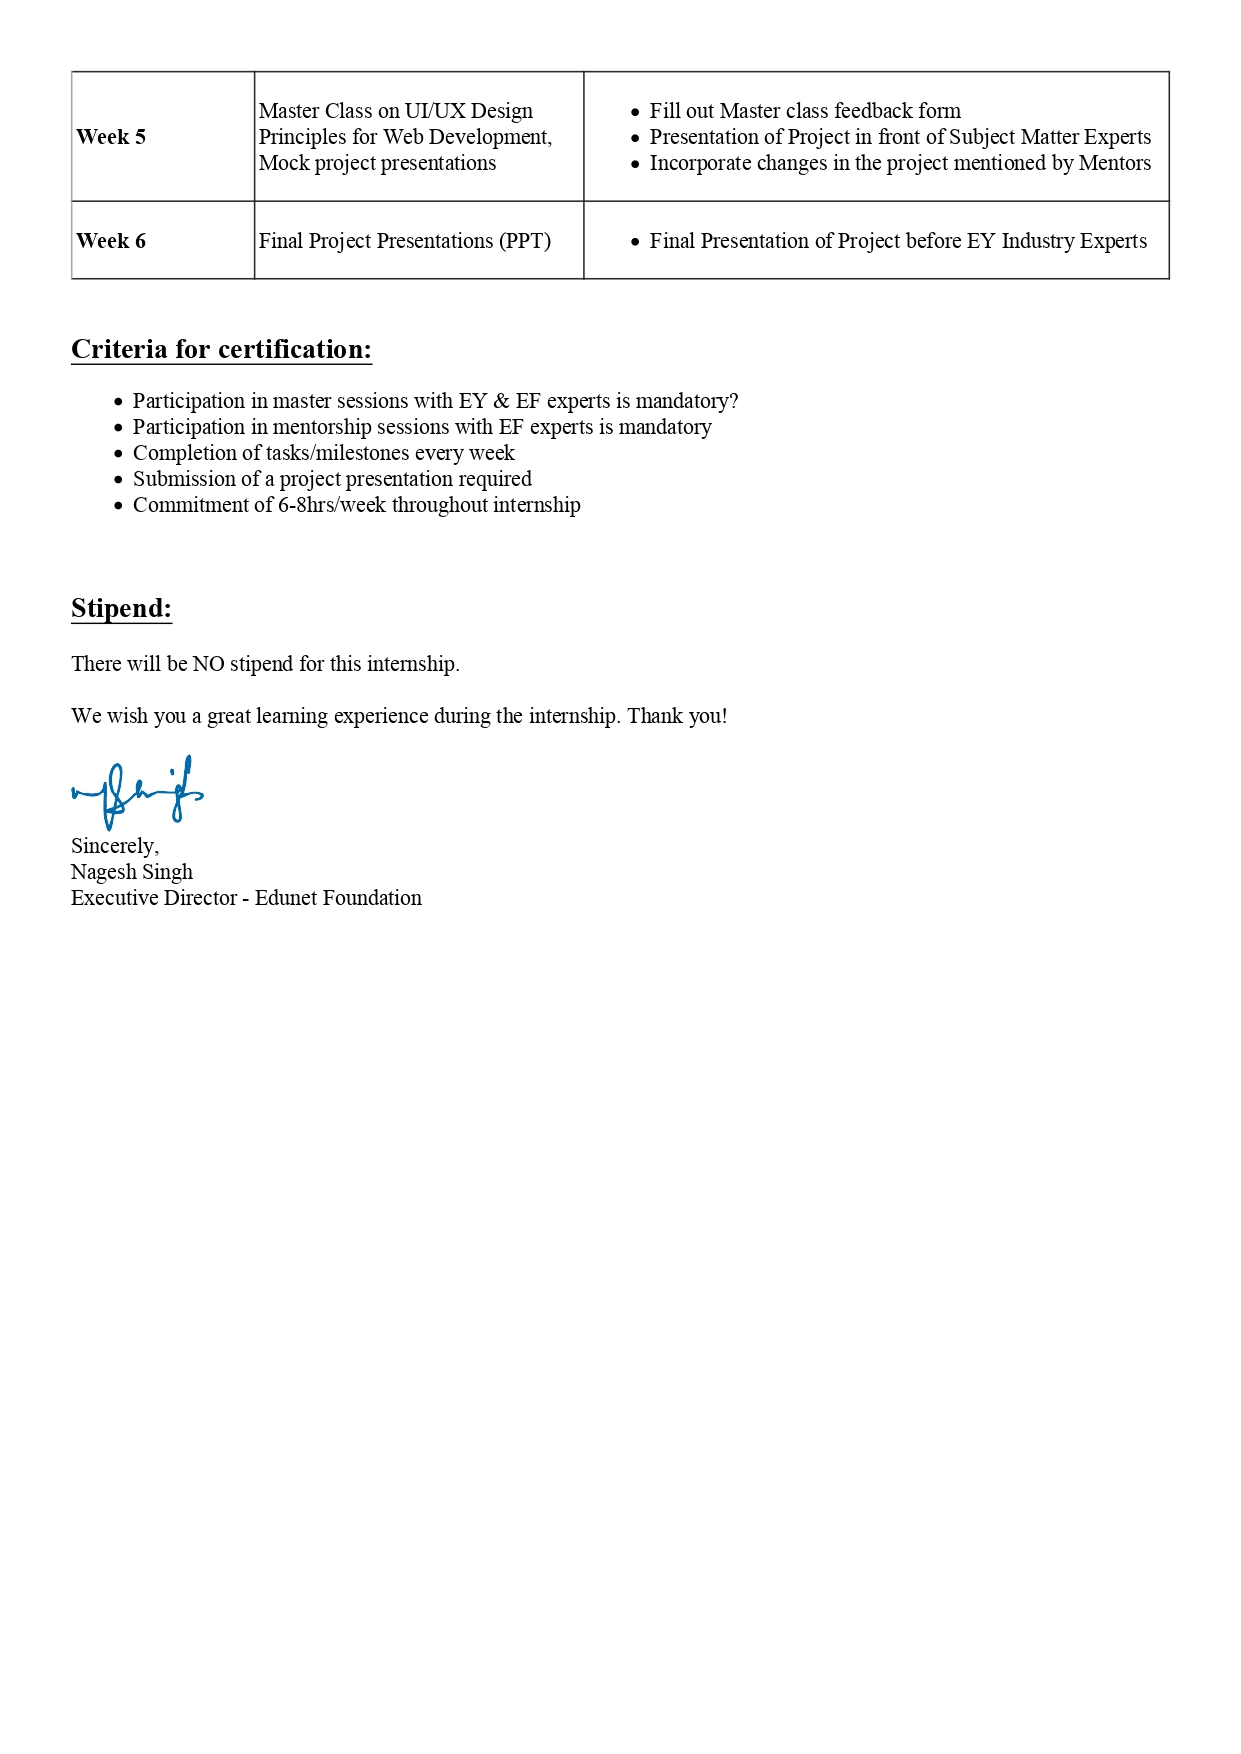 Week 5
Master Class on UI/UX Design
Principles for Web Development,
Mock project presentations
• Fill out Master class feedback form
• Presentation of Project in front of Subject Matter Experts
• Incorporate changes in the project mentioned by Mentors
Week 6
Final Project Presentations (PPT)
• Final Presentation of Project before EY Industry Experts
Criteria for certification:
• Participation in master sessions with EY & EF experts is mandatory?
• Participation in mentorship sessions with EF experts is mandatory
• Completion of tasks/milestones every week
• Submission of a project presentation required
• Commitment of 6-8hrs/week throughout internship
Stipend:
There will be NO stipend for this internship.
We wish you a great learning experience during the internship. Thank you!
Sincerely,
Nagesh Singh
Executive Director - Edunet Foundation